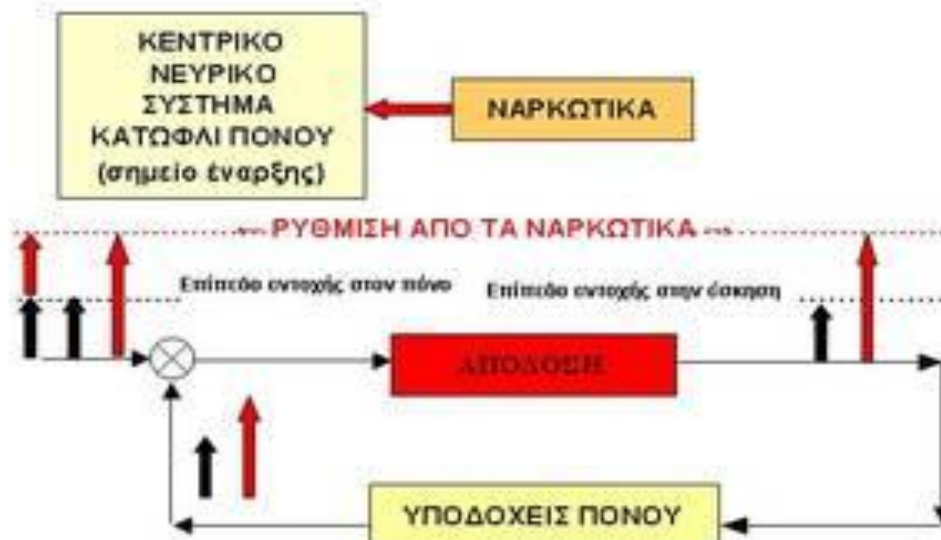 ΚΕΝΤΡΙΚΟ
ΝΕΥΡΙΚΟ
ΣΥΣΤΗΜΑ
ΚΑΤΩΦΛΙ ΠΟΝΟΥ
(σημείο έναρξης)
ΝΑΡΚΩΤΙΚΑ
ΡΥΘΜΙΣΗ ΑΠΟ ΤΑ ΝΑΡΚΩΤΙΚΑ
Επίπεδο αντοχής στον πόνο
Επίπεδο αντοχής στην άσκηση
ΑΠΟΔΟΣΗ
ΥΠΟΔΟΧΕΙΣ ΠΟΝΟΥ